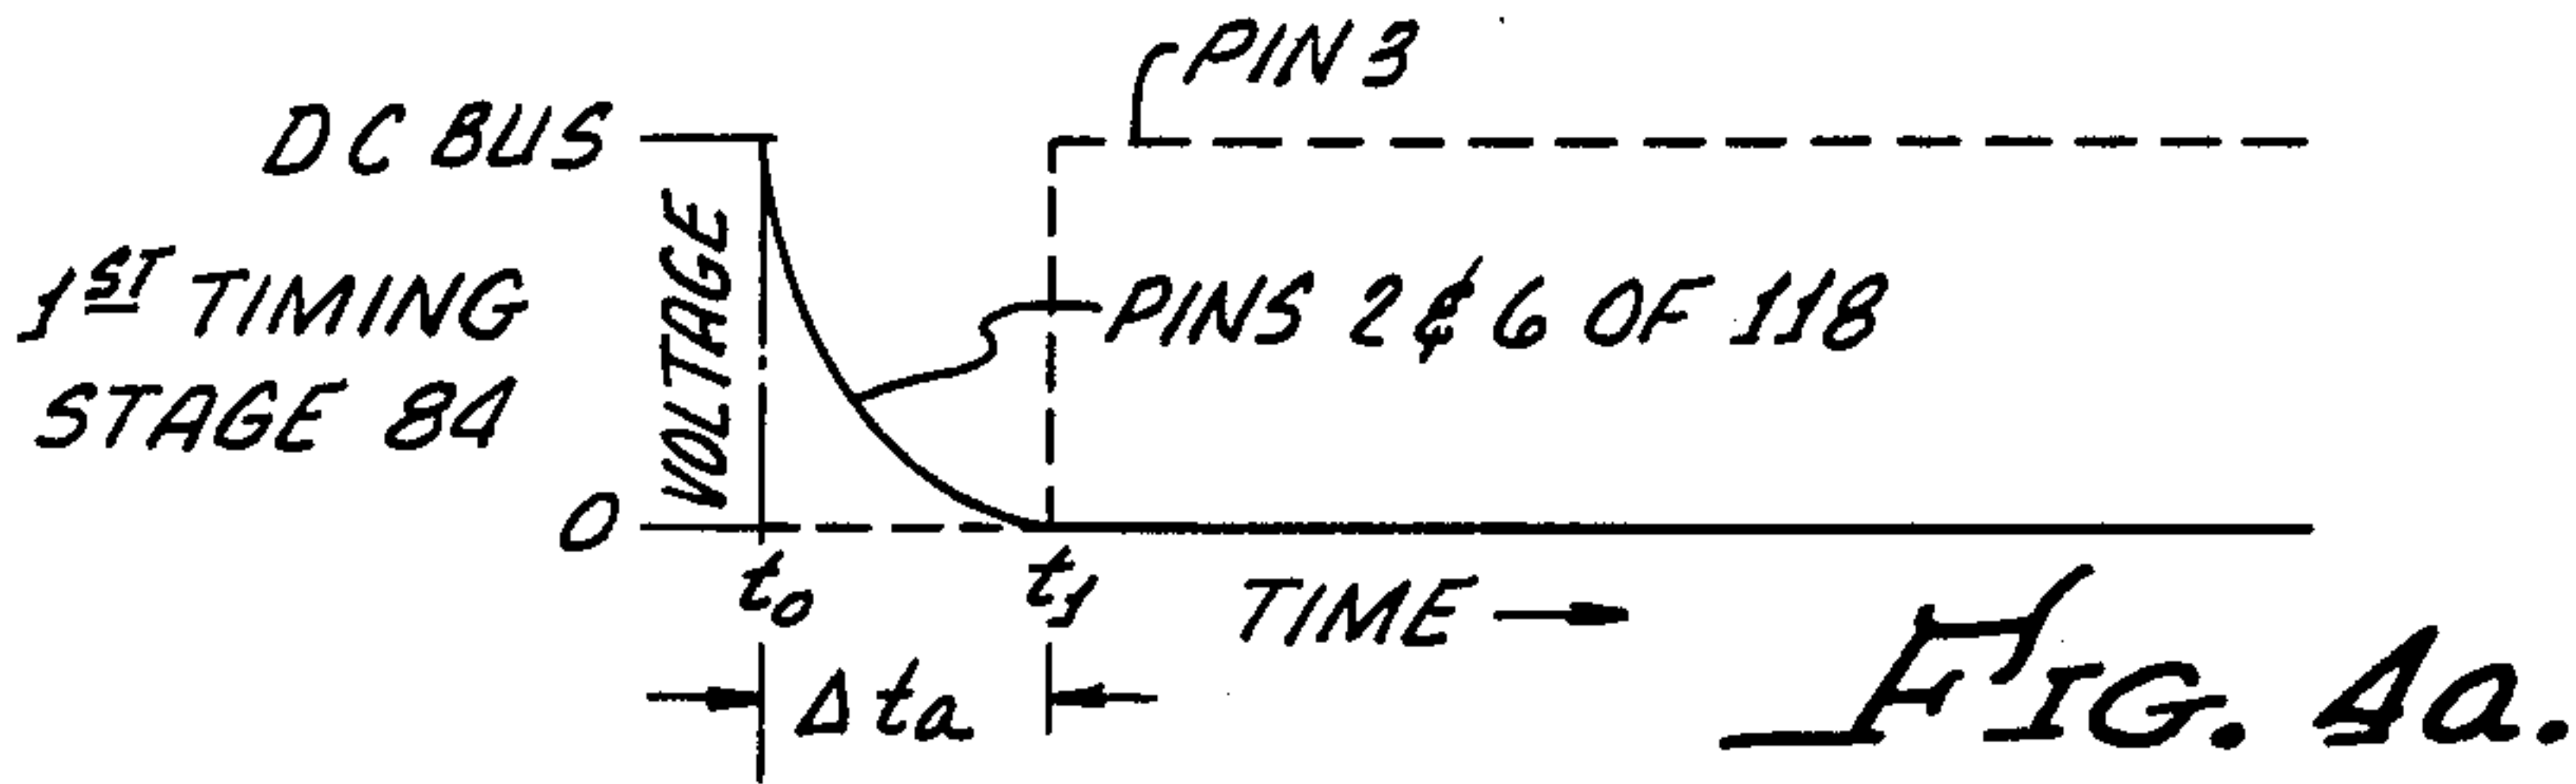 PIN 3
DC BUS
VOLTAGE
1ST TIMING
STAGE 84
PINS 2 & 6 OF 118
0
t0
t1
TIME
Δta
FIG. 4a.